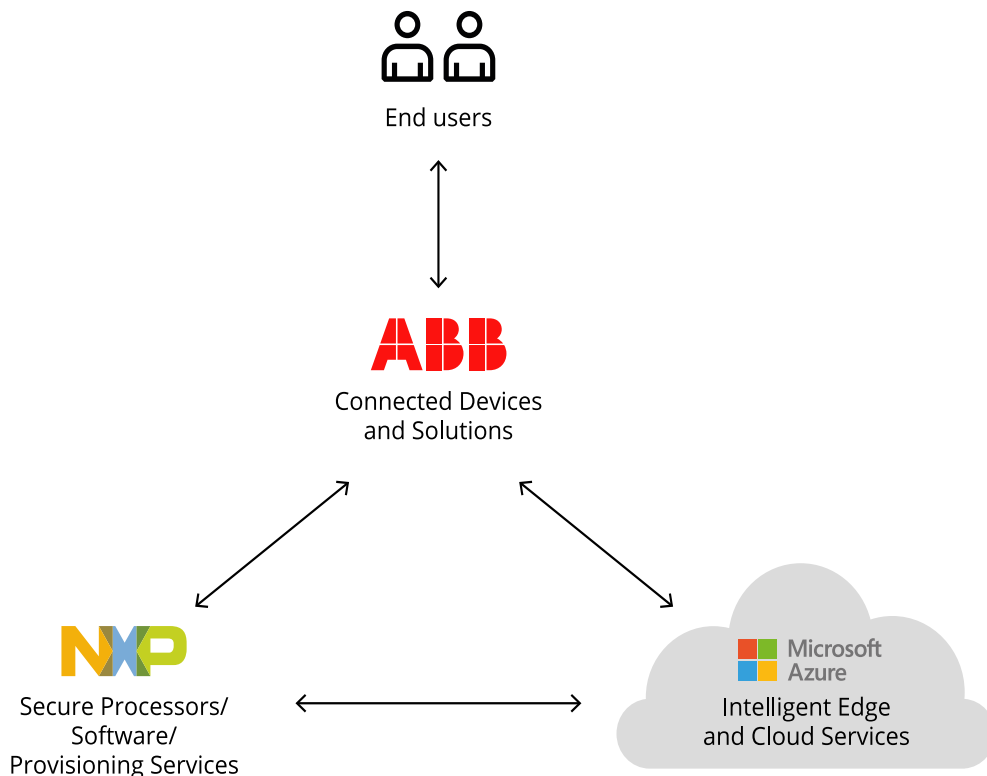 End users
ABB
Connected Devices
and Solutions
NXP
Secure Processors/
Software/
Provisioning Services
Microsoft
Azure
Intelligent Edge
and Cloud Services